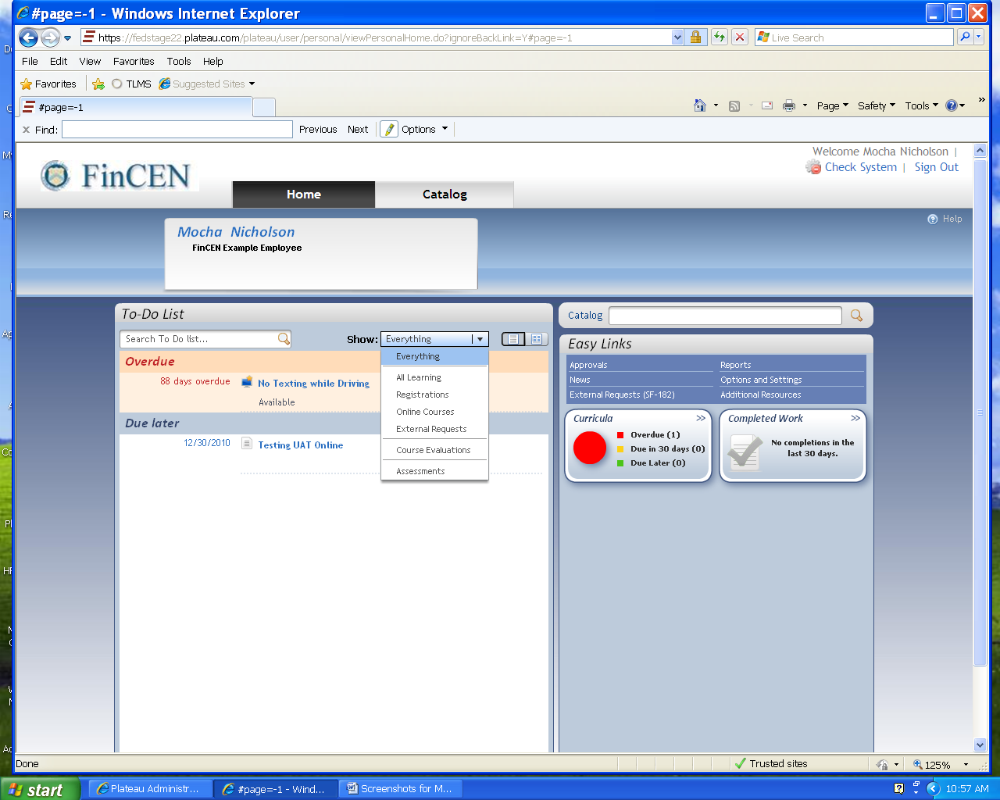 #page=-1 - Windows Internet Explorer
https://fedstage22.plateau.com/plateau/user/personal/viewPersonalHome.do?ignoreBackLink=Y#page=-1
Live Search
File Edit View Favorites Tools Help
Favorites TLMS Suggested Sites
#page=-1
Page Safety Tools
x Find: Previous Next Options
Welcome Mocha Nicholson |
Check System | Sign Out
FinCEN
Home Catalog
Help
Mocha Nicholson
FinCEN Example Employee
To-Do List
Search To Do list...
Show: Everything
Everything
All Learning
Registrations
Online Courses
External Requests
Course Evaluations
Assessments
Overdue
88 days overdue No Texting while Driving
Available
Due later
12/30/2010 Testing UAT Online
Catalog
Easy Links
Approvals Reports
News Options and Settings
External Requests (SF-182) Additional Resources
Curricula >>
Overdue (1)
Due in 30 days (0)
Due Later (0)
Completed Work >>
No completions in the
last 30 days.
Done Trusted sites 125%
start Plateau Administr... #page=-1 - Wind... Screenshots for M... 10:57 AM